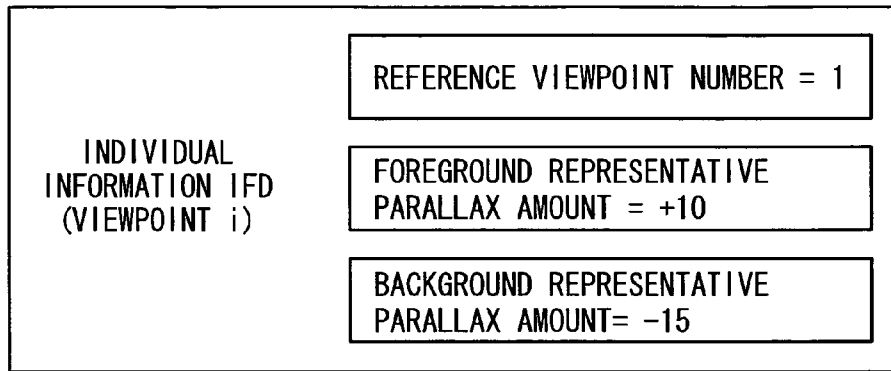 INDIVIDUAL
INFORMATION IFD
(VIEWPOINT i)
REFERENCE VIEWPOINT NUMBER = 1
FOREGROUND REPRESENTATIVE
PARALLAX AMOUNT = +10
BACKGROUND REPRESENTATIVE
PARALLAX AMOUNT= -15